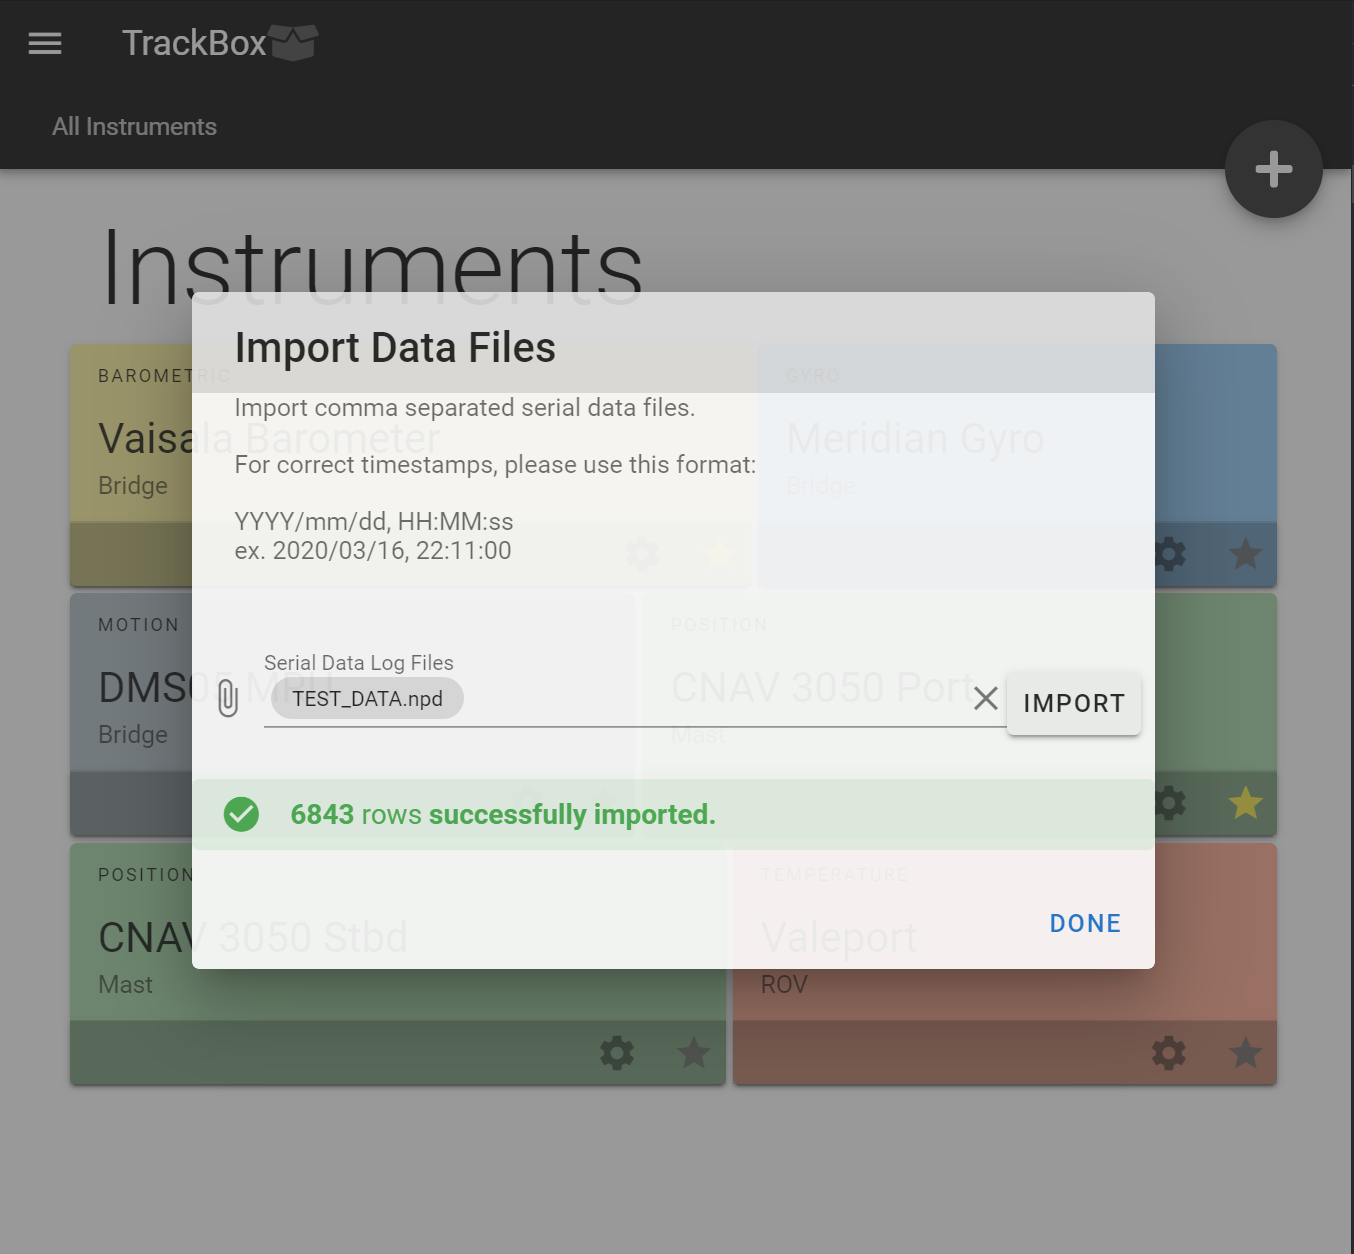 TrackBox
All Instruments
Instruments
Import Data Files
BAROMETRIC
GYRO
Import comma separated serial data files.
Vaisala Barometer
Meridian Gyro
For correct timestamps, please use this format:
Bridge
Bridge
YYYY/mm/dd, HH:MM:ss
ex. 2020/03/16, 22:11:00
MOTION
POSITION
Serial Data Log Files
DMS05 MRU
CNAV 3050 Port
TEST_DATA.npd
IMPORT
Bridge
Mast
6843 rows successfully imported.
POSITION
TEMPERATURE
CNAV 3050 Stbd
Valeport
DONE
Mast
ROV